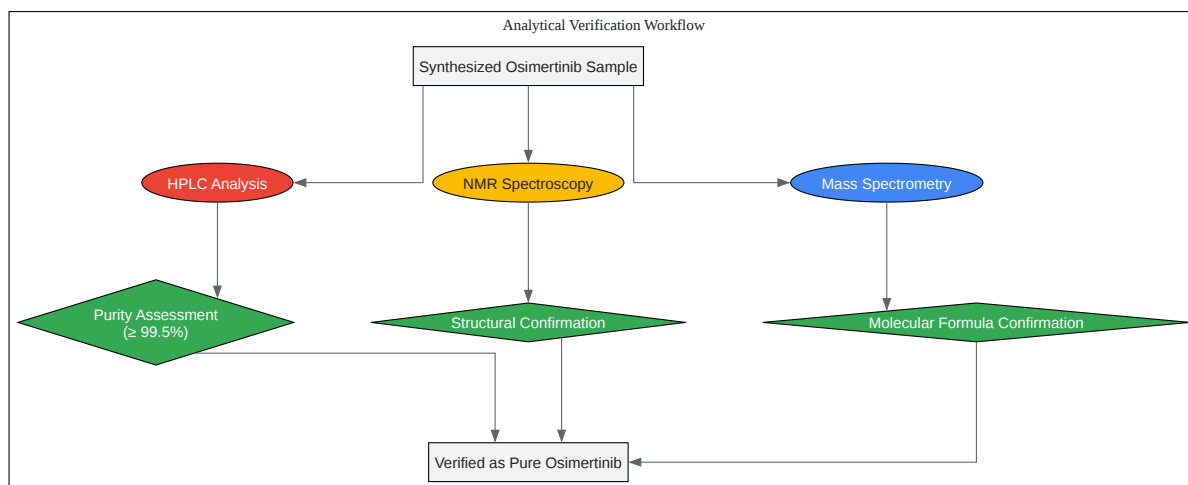 Analytical Verification Workflow
Synthesized Osimertinib Sample
HPLC Analysis
NMR Spectroscopy
Mass Spectrometry
Purity Assessment
(≥ 99.5%)
Structural Confirmation
Molecular Formula Confirmation
Verified as Pure Osimertinib